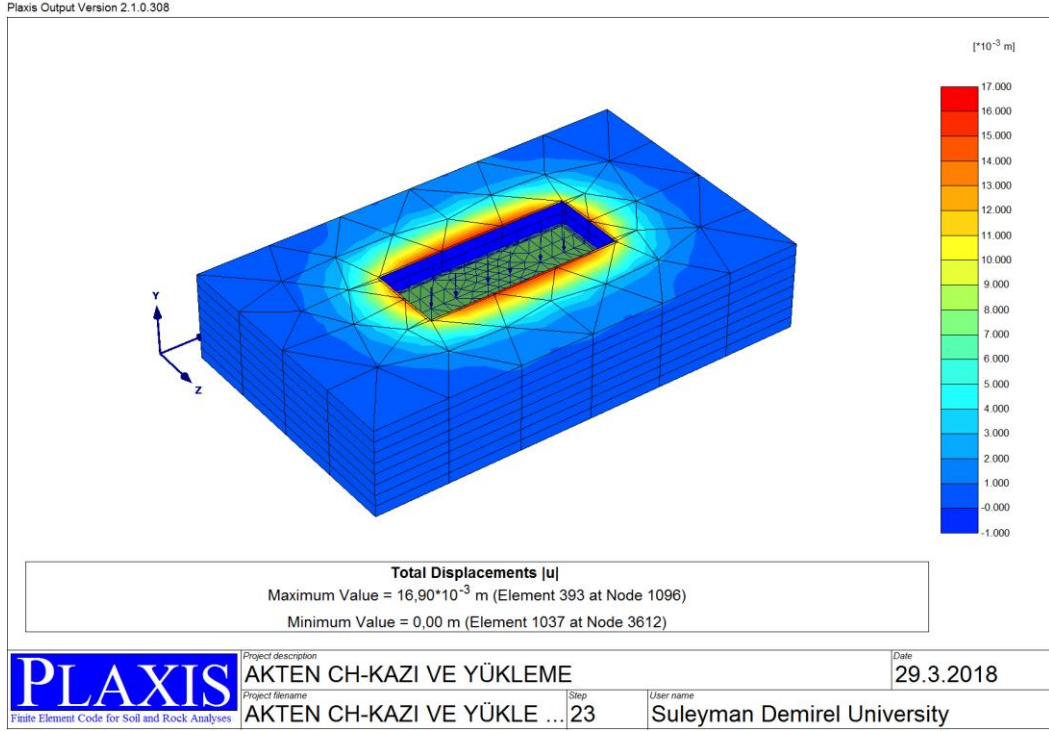 Plaxis Output Version 2.1.0.308
[*10-3 m]
17.000
16.000
15.000
14.000
13.000
12.000
11.000
10.000
9.000
8.000
7.000
6.000
5.000
4.000
3.000
2.000
1.000
-0.000
-1.000
Y
Z
Total Displacements |u|
Maximum Value = 16,90*10-3 m (Element 393 at Node 1096)
Minimum Value = 0,00 m (Element 1037 at Node 3612)
PLAXIS
Finite Element Code for Soil and Rock Analyses
Project description
AKTEN CH-KAZI VE YÜKLEME
Date
29.3.2018
Project filename
AKTEN CH-KAZI VE YÜKLE ...
Step
23
User name
Suleyman Demirel University